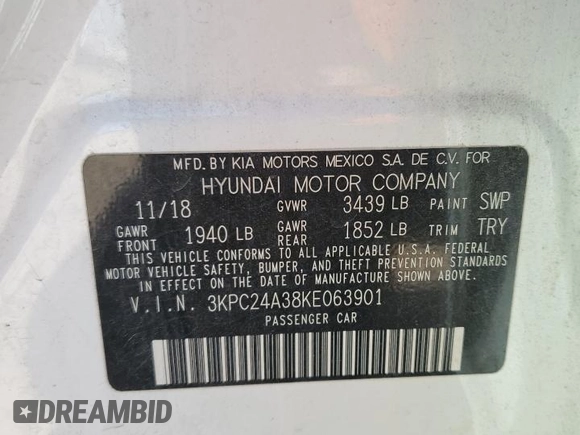 MFD. BY KIA MOTORS MEXICO S.A. DE C.V. FOR
HYUNDAI MOTOR COMPANY
11/18 GVWR 3439 LB PAINT SWP
GAWR FRONT 1940 LB GAWR REAR 1852 LB TRIM TRY
THIS VEHICLE CONFORMS TO ALL APPLICABLE U.S.A. FEDERAL
MOTOR VEHICLE SAFETY, BUMPER, AND THEFT PREVENTION
STANDARDS IN EFFECT ON THE DATE OF MANUFACTURE SHOWN ABOVE.
V.I.N. 3KPC24A38KE063901
PASSENGER CAR
DREAMBID